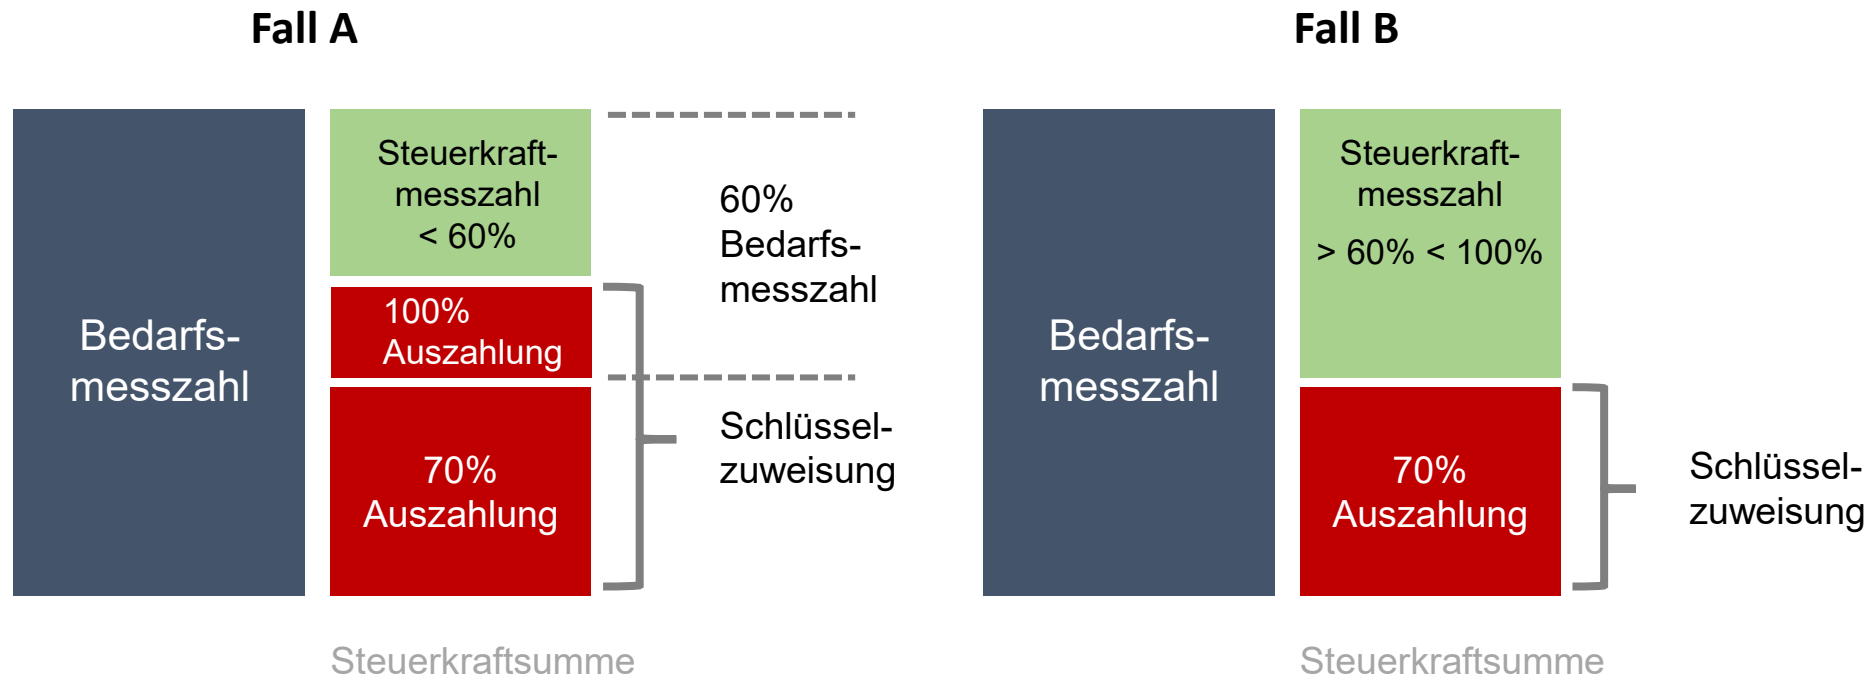 Fall A
Bedarfs-
messzahl
Steuerkraft-
messzahl
< 60%
100%
Auszahlung
70%
Auszahlung
60%
Bedarfs-
messzahl
Schlüssel-
zuweisung
Steuerkraftsumme
Fall B
Bedarfs-
messzahl
Steuerkraft-
messzahl
> 60% < 100%
70%
Auszahlung
Schlüssel-
zuweisung
Steuerkraftsumme